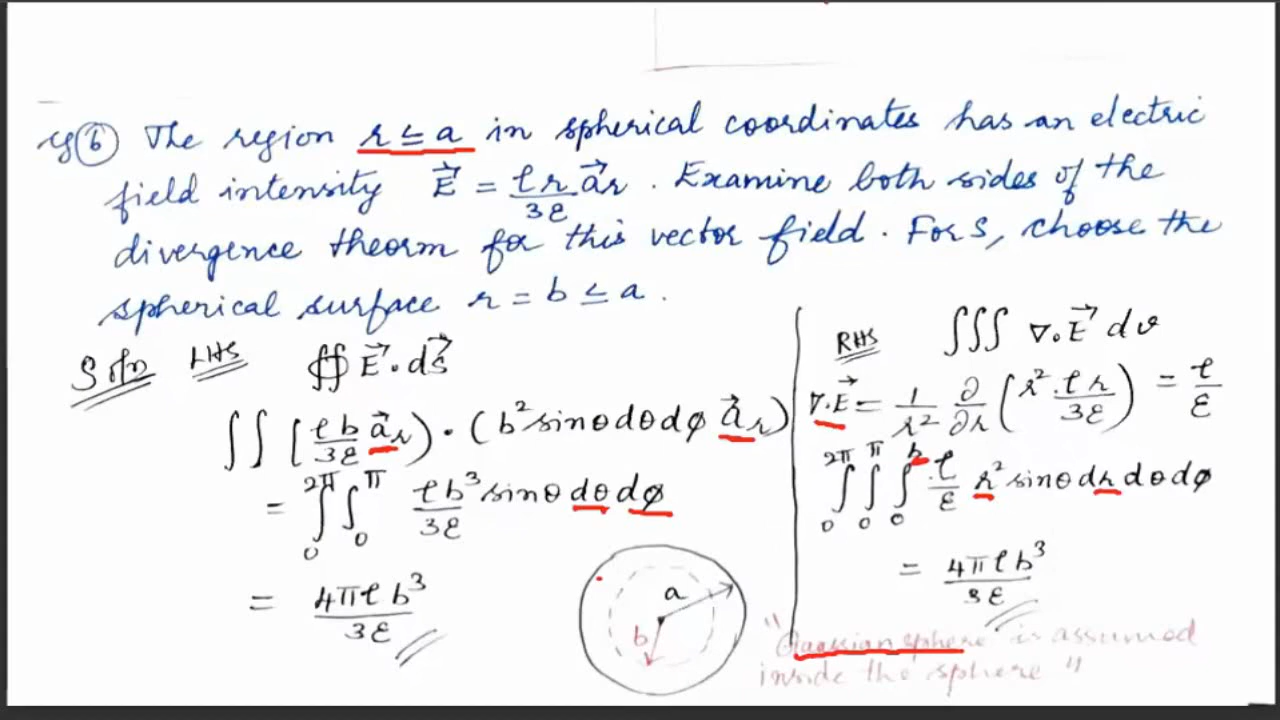 eg ⑥ The region r ≤ a in spherical coordinates has an electric
field intensity E⃗ = ρr/3ε a⃗r . Examine both sides of the
divergence theorm for this vector field. For S, choose the
spherical surface r = b ≤ a .
Soln LHS ∯ E⃗ . dS⃗
∫∫ [ρb/3ε a⃗r) • (b² sinθ dθ dϕ a⃗r)
= ∫₀^2π ∫₀^π ρb³/3ε sinθ dθ dϕ
= 4πρb³/3ε
a
b
RHS ∫∫∫ ∇. E⃗ dv
∇.E⃗ = 1/r² ∂/∂r (r² . ρr/3ε) = ρ/ε
∫₀^2π ∫₀^π ∫₀^b ρ/ε r² sinθ dr dθ dϕ
= 4πρb³/3ε
"Gaussian sphere is assumed
inside the sphere"